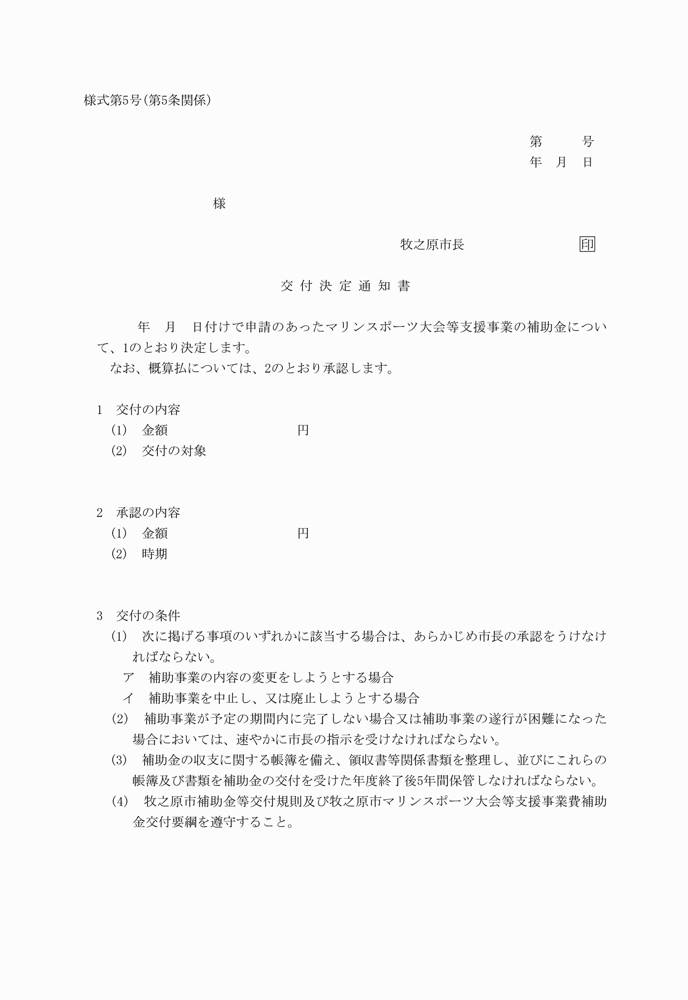 様式第5号(第5条関係)
第　　　号
年　月　日
様
牧之原市長　　　　　　　　　印
交付決定通知書
年　月　日付けで申請のあったマリンスポーツ大会等支援事業の補助金につい
て、1のとおり決定します。
なお、概算払については、2のとおり承認します。
1　交付の内容
(1)　金額　　　　　　　　　　円
(2)　交付の対象
2　承認の内容
(1)　金額　　　　　　　　　　円
(2)　時期
3　交付の条件
(1)　次に掲げる事項のいずれかに該当する場合は、あらかじめ市長の承認をうけなけ
ればならない。
ア　補助事業の内容の変更をしようとする場合
イ　補助事業を中止し、又は廃止しようとする場合
(2)　補助事業が予定の期間内に完了しない場合又は補助事業の遂行が困難になった
場合においては、速やかに市長の指示を受けなければならない。
(3)　補助金の収支に関する帳簿を備え、領収書等関係書類を整理し、並びにこれらの
帳簿及び書類を補助金の交付を受けた年度終了後5年間保管しなければならない。
(4)　牧之原市補助金等交付規則及び牧之原市マリンスポーツ大会等支援事業費補助
金交付要綱を遵守すること。